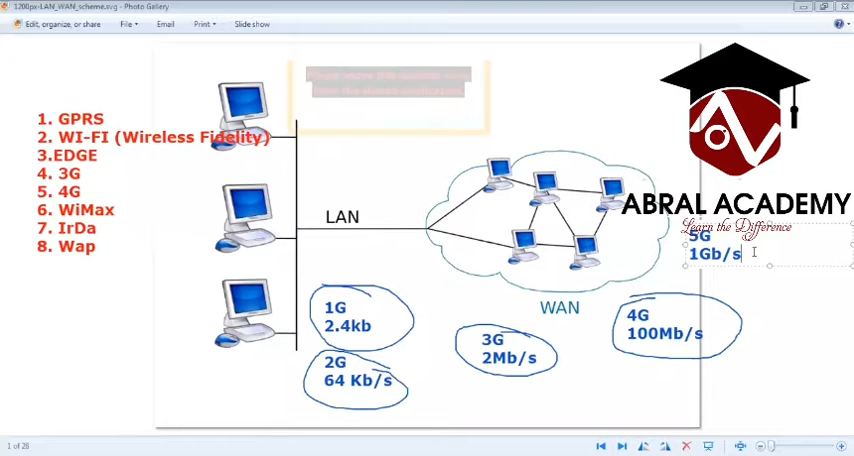 1200px-LAN_WAN_scheme.svg - Photo Gallery
Edit, organize, or share File Email Print Slide show
1. GPRS
2. WI-FI (Wireless Fidelity)
3.EDGE
4. 3G
5. 4G
6. WiMax
7. IrDa
8. Wap
LAN
WAN
ABRAL ACADEMY
Learn the Difference
5G
1Gb/s
1G
2.4kb
2G
64 Kb/s
3G
2Mb/s
4G
100Mb/s
1 of 28